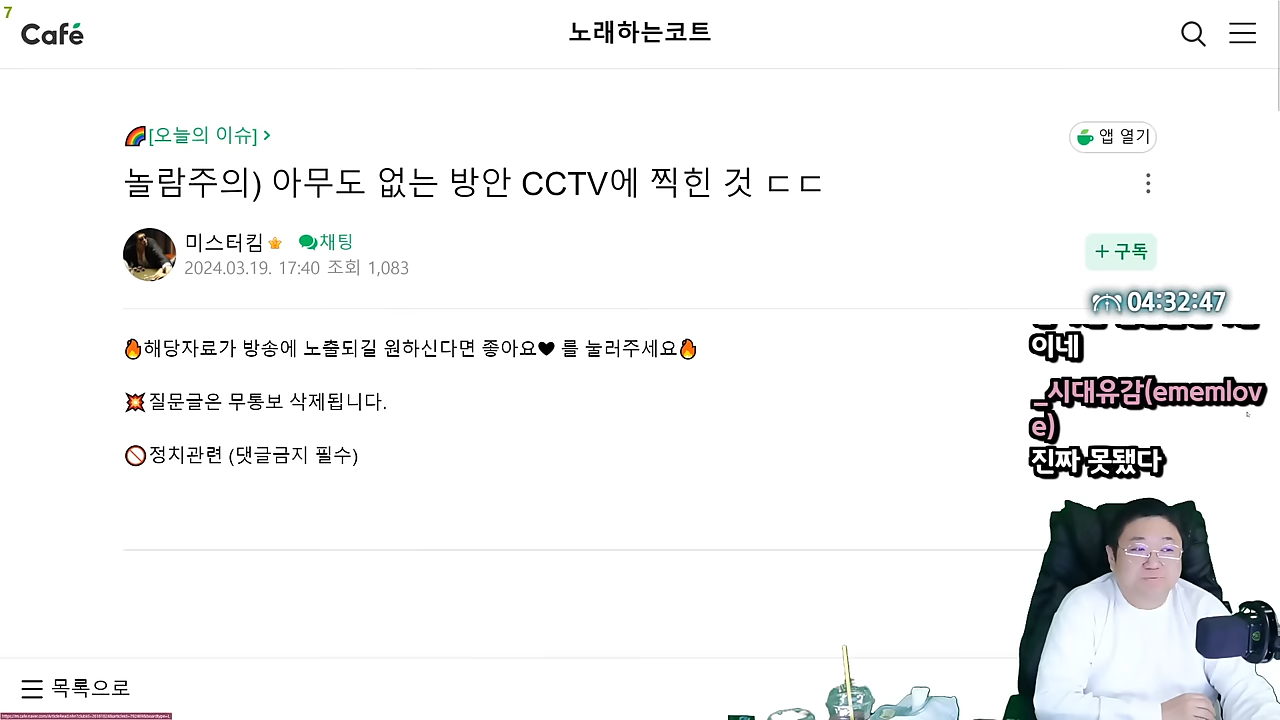 7
Café
노래하는코트
🌈[오늘의 이슈] >
앱 열기
놀람주의) 아무도 없는 방안 CCTV에 찍힌 것 ㄷㄷ
미스터킴 채팅
2024.03.19. 17:40 조회 1,083
+ 구독
04:32:47
🔥해당자료가 방송에 노출되길 원하신다면 좋아요🖤 를 눌러주세요🔥
이네
💥질문글은 무통보 삭제됩니다.
_시대유감(ememlov
e)
진짜 못됐다
🚫정치관련 (댓글금지 필수)
목록으로